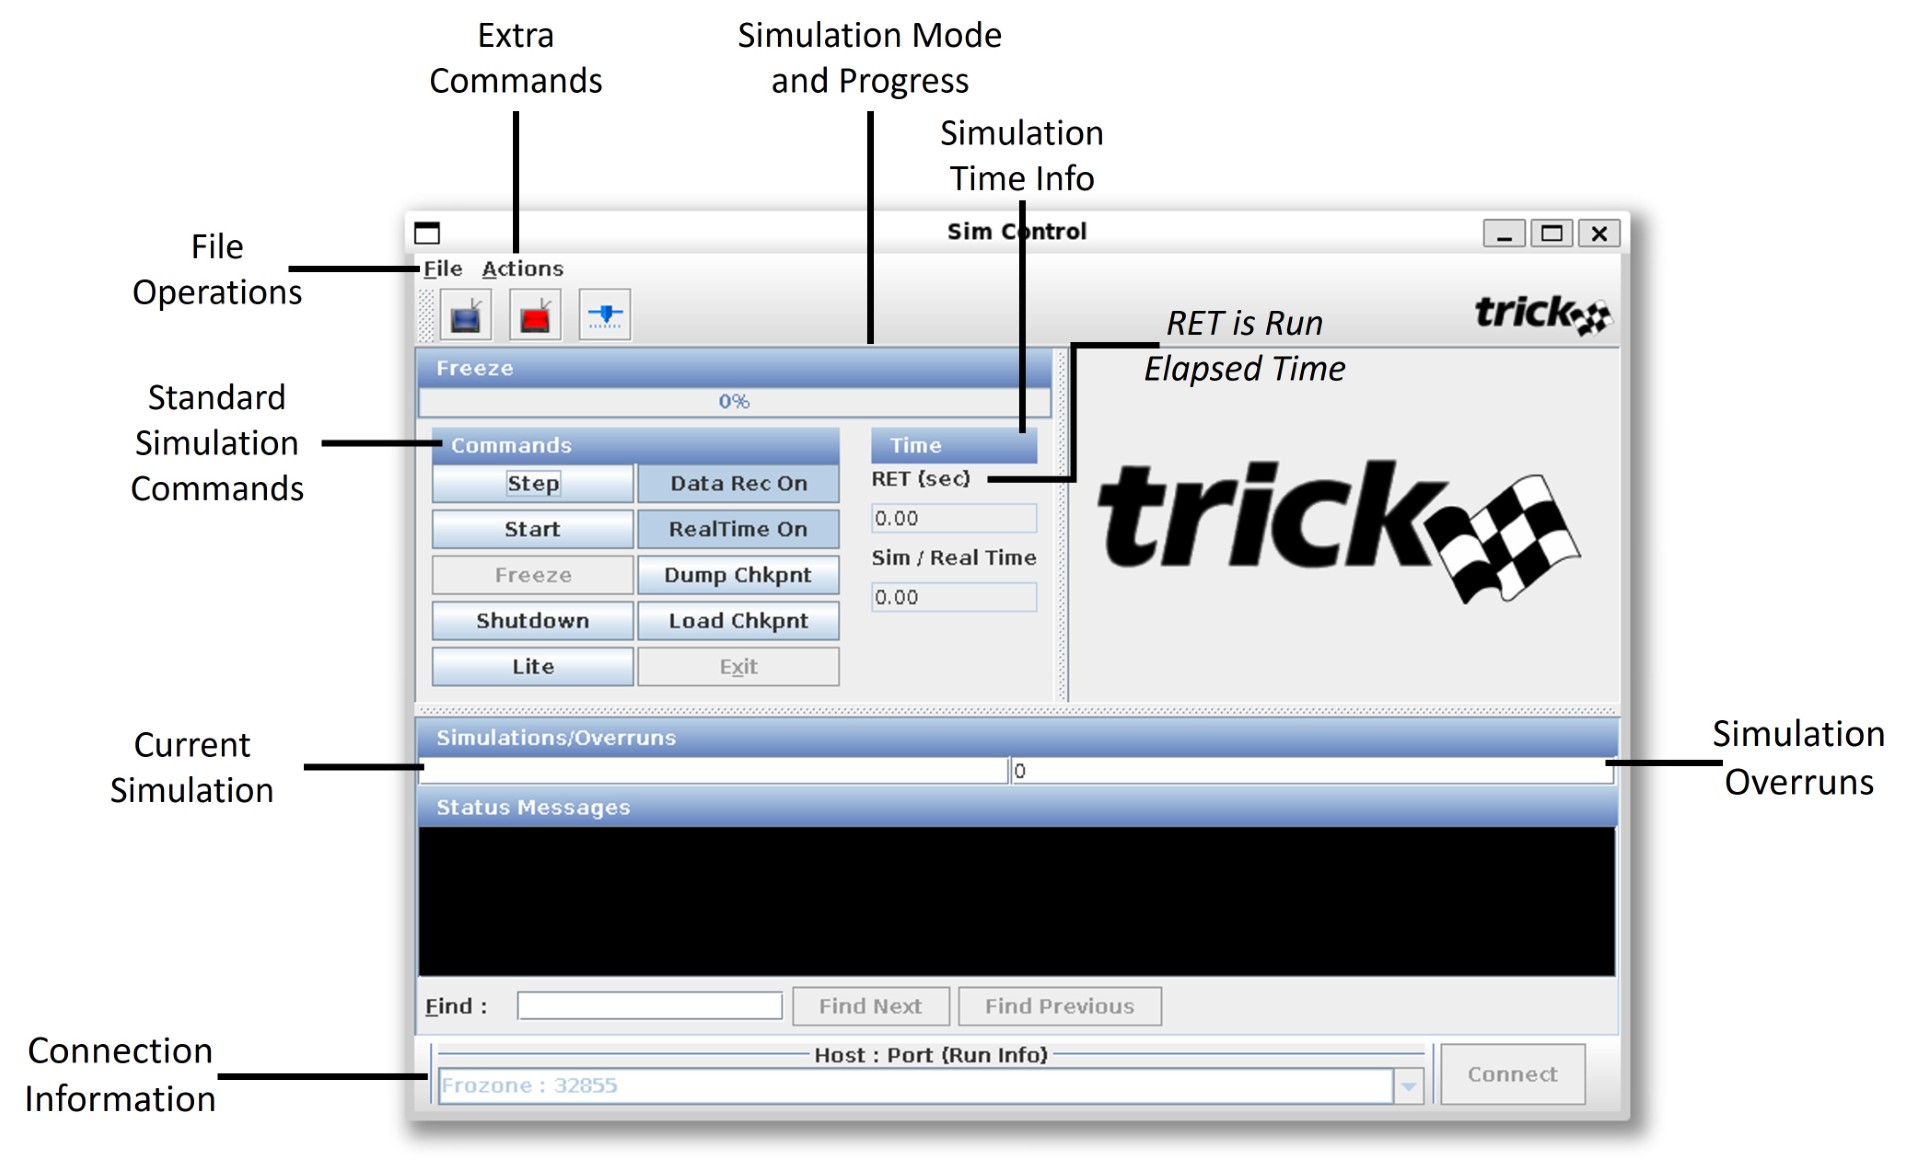 Extra
Commands
Simulation Mode
and Progress
Simulation
Time Info
File
Operations
Sim Control
File Actions
trick
RET is Run
Elapsed Time
Freeze
0%
Standard
Simulation
Commands
Commands
Time
Step
Data Rec On
RET {sec}
Start
RealTime On
0.00
Freeze
Dump Chkpnt
Sim / Real Time
Shutdown
Load Chkpnt
0.00
Lite
Exit
trick
Current
Simulation
Simulations/Overruns
0
Simulation
Overruns
Status Messages
Find :
Find Next
Find Previous
Connection
Information
Host : Port {Run Info}
Frozone : 32855
Connect